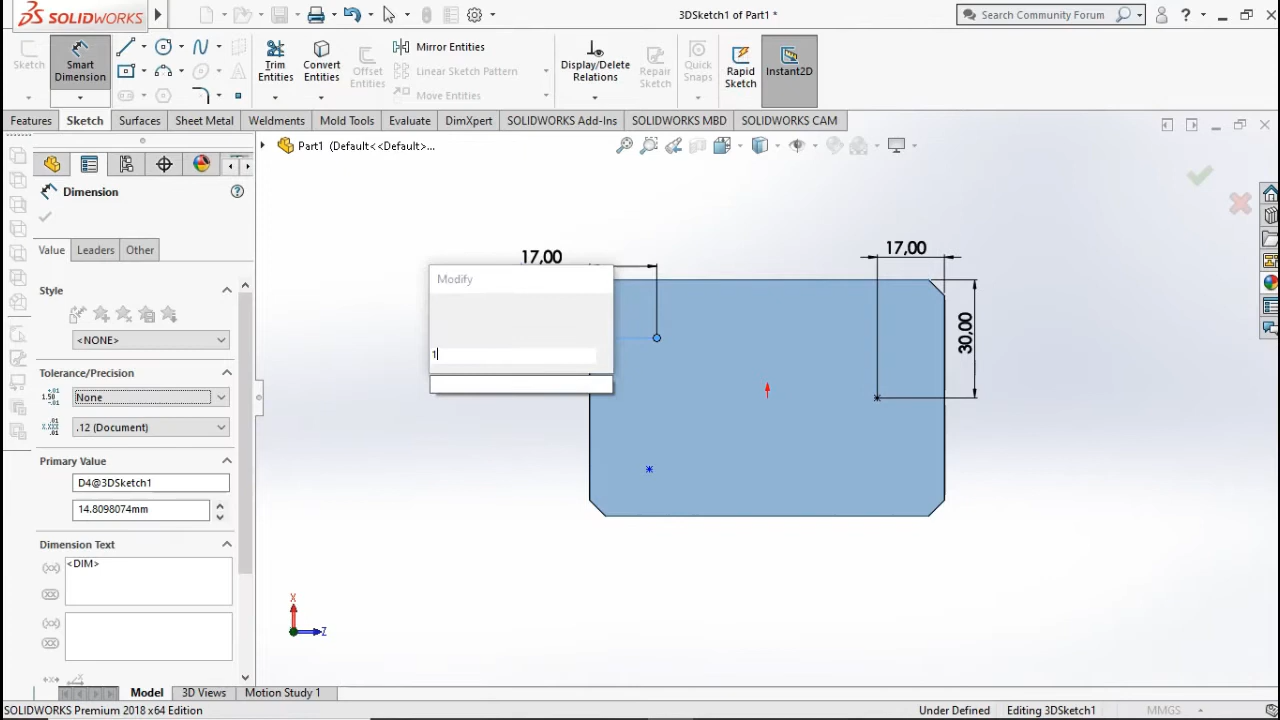 SOLIDWORKS
3DSketch1 of Part1 *
Search Community Forum
?
Sketch
Smart Dimension
Trim Entities
Convert Entities
Offset Entities
Mirror Entities
Linear Sketch Pattern
Move Entities
Display/Delete Relations
Repair Sketch
Quick Snaps
Rapid Sketch
Instant2D
Features
Sketch
Surfaces
Sheet Metal
Weldments
Mold Tools
Evaluate
DimXpert
SOLIDWORKS Add-Ins
SOLIDWORKS MBD
SOLIDWORKS CAM
Part1 (Default<<Default>...
Dimension
?
Value
Leaders
Other
Style
<NONE>
Tolerance/Precision
None
.12 (Document)
Primary Value
D4@3DSketch1
14.8098074mm
Dimension Text
<DIM>
17,00
Modify
1
17,00
30,00
X
Z
Model
3D Views
Motion Study 1
SOLIDWORKS Premium 2018 x64 Edition
Under Defined
Editing 3DSketch1
MMGS